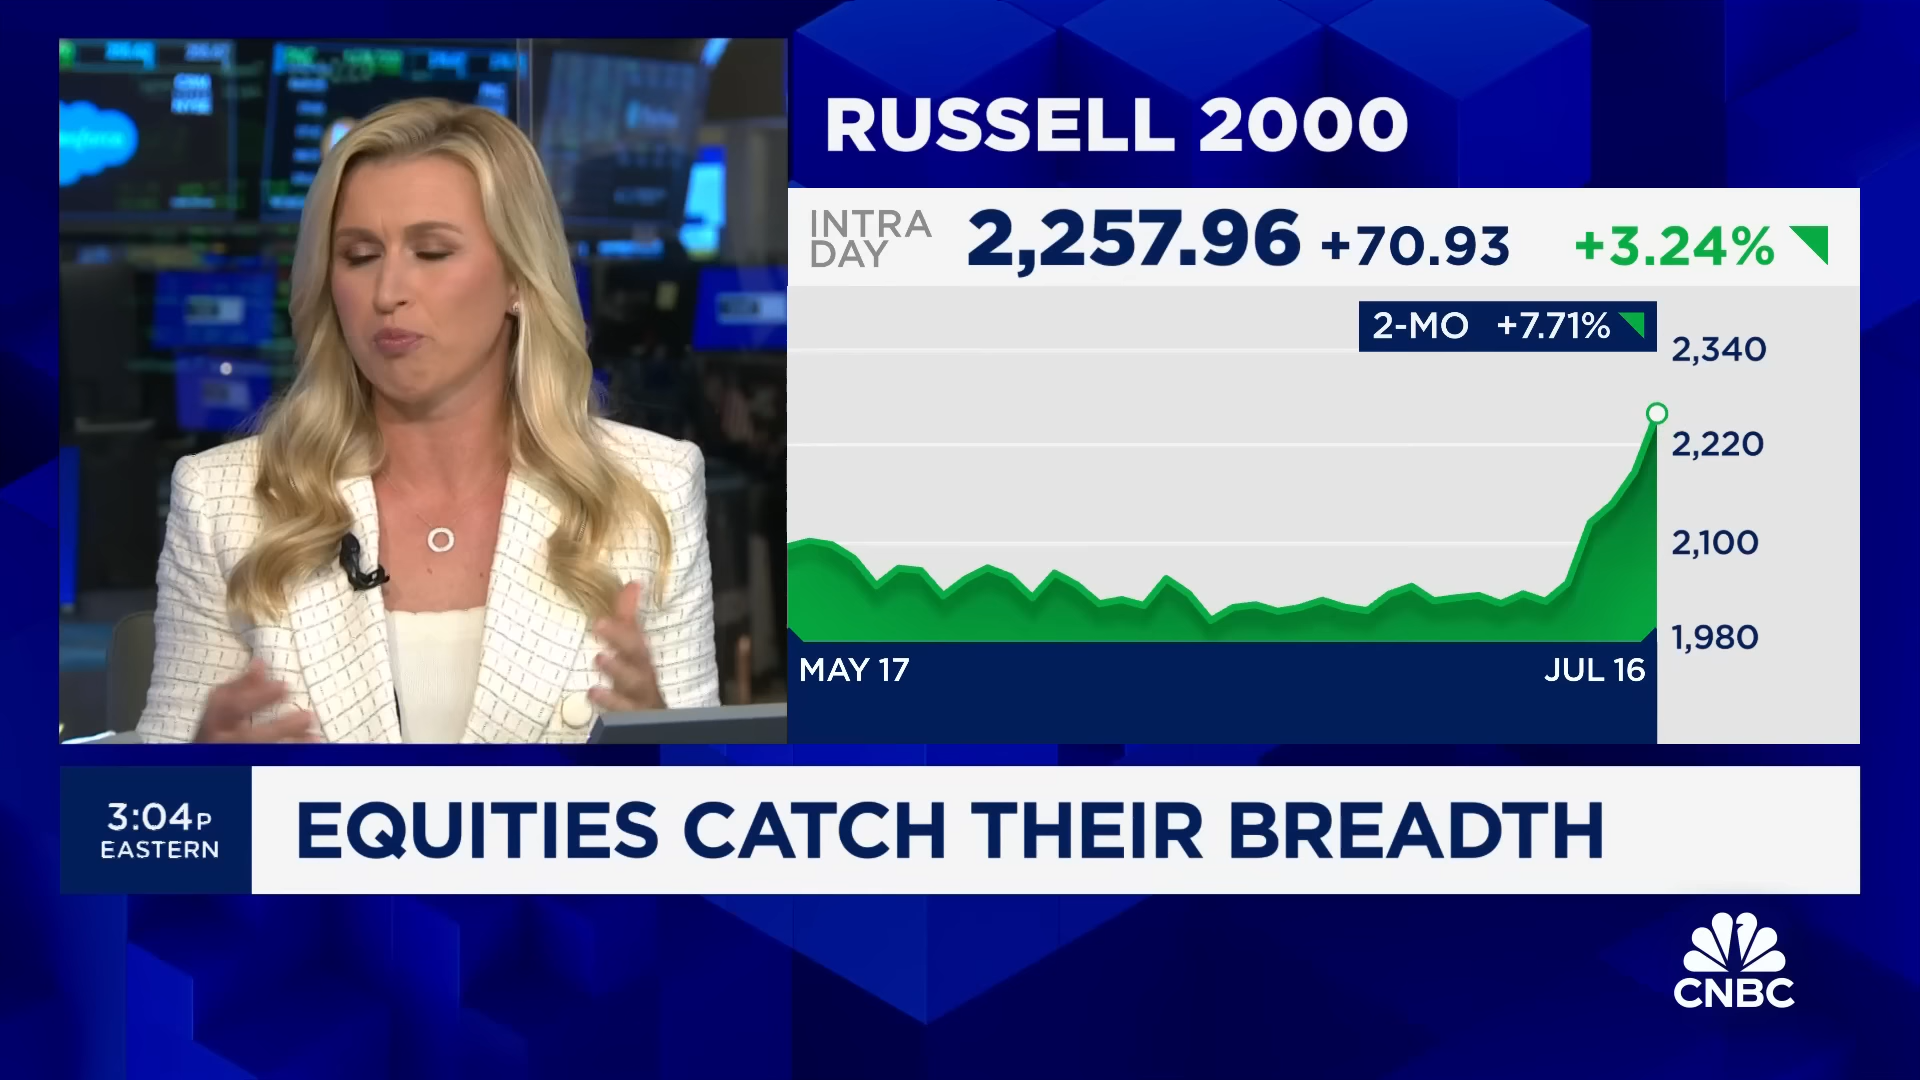 RUSSELL 2000
INTRA
DAY
2,257.96 +70.93 +3.24%
2-MO +7.71%
2,340
2,220
2,100
1,980
MAY 17
JUL 16
3:04P
EASTERN
EQUITIES CATCH THEIR BREADTH
CNBC